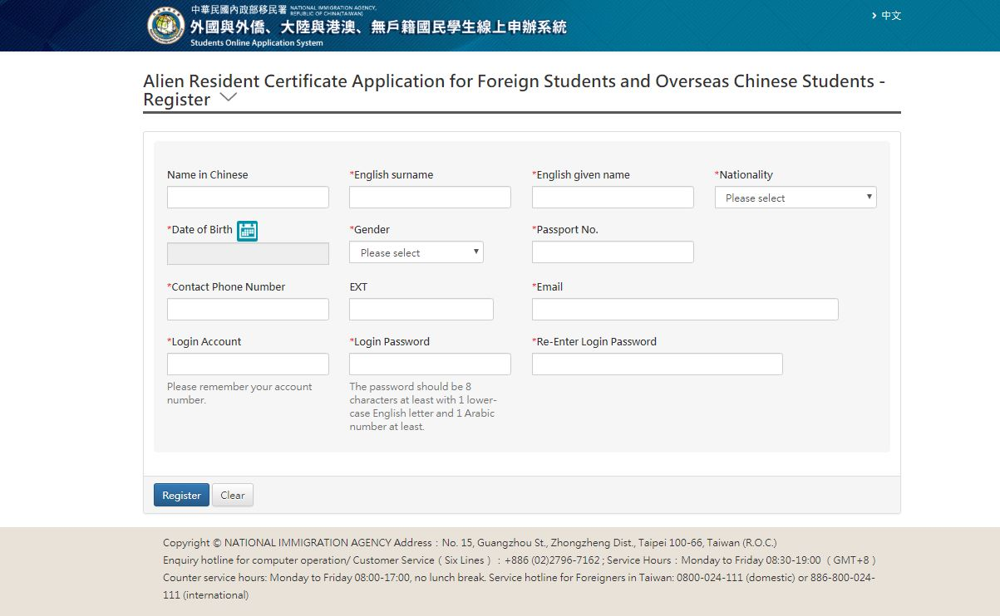 中華民國內政部移民署 NATIONAL IMMIGRATION AGENCY,
REPUBLIC OF CHINA(TAIWAN)
外國與外僑、大陸與港澳、無戶籍國民學生線上申辦系統
Students Online Application System
中文
Alien Resident Certificate Application for Foreign Students and Overseas Chinese Students -
Register
Name in Chinese *English surname *English given name *Nationality
Please select
*Date of Birth *Gender *Passport No.
Please select
*Contact Phone Number EXT *Email
*Login Account *Login Password *Re-Enter Login Password
Please remember your account
number.
The password should be 8
characters at least with 1 lower-
case English letter and 1 Arabic
number at least.
Register Clear
Copyright © NATIONAL IMMIGRATION AGENCY Address：No. 15, Guangzhou St., Zhongzheng Dist., Taipei 100-66, Taiwan (R.O.C.)
Enquiry hotline for computer operation/ Customer Service（Six Lines）：+886 (02)2796-7162 ; Service Hours：Monday to Friday 08:30-19:00 （GMT+8）
Counter service hours: Monday to Friday 08:00-17:00, no lunch break. Service hotline for Foreigners in Taiwan: 0800-024-111 (domestic) or 886-800-024-
111 (international)